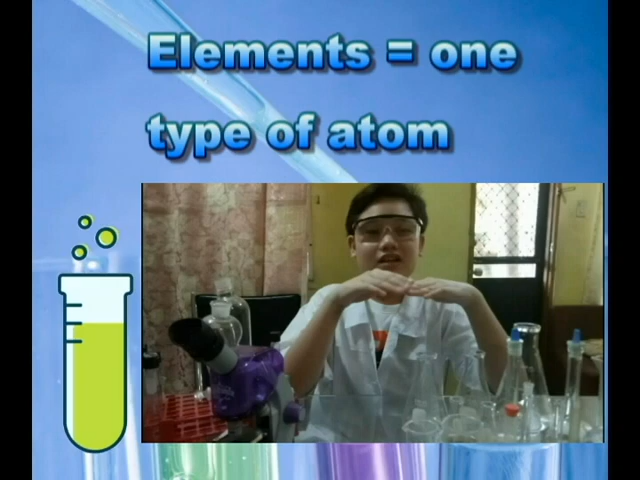 Elements = one
type of atom